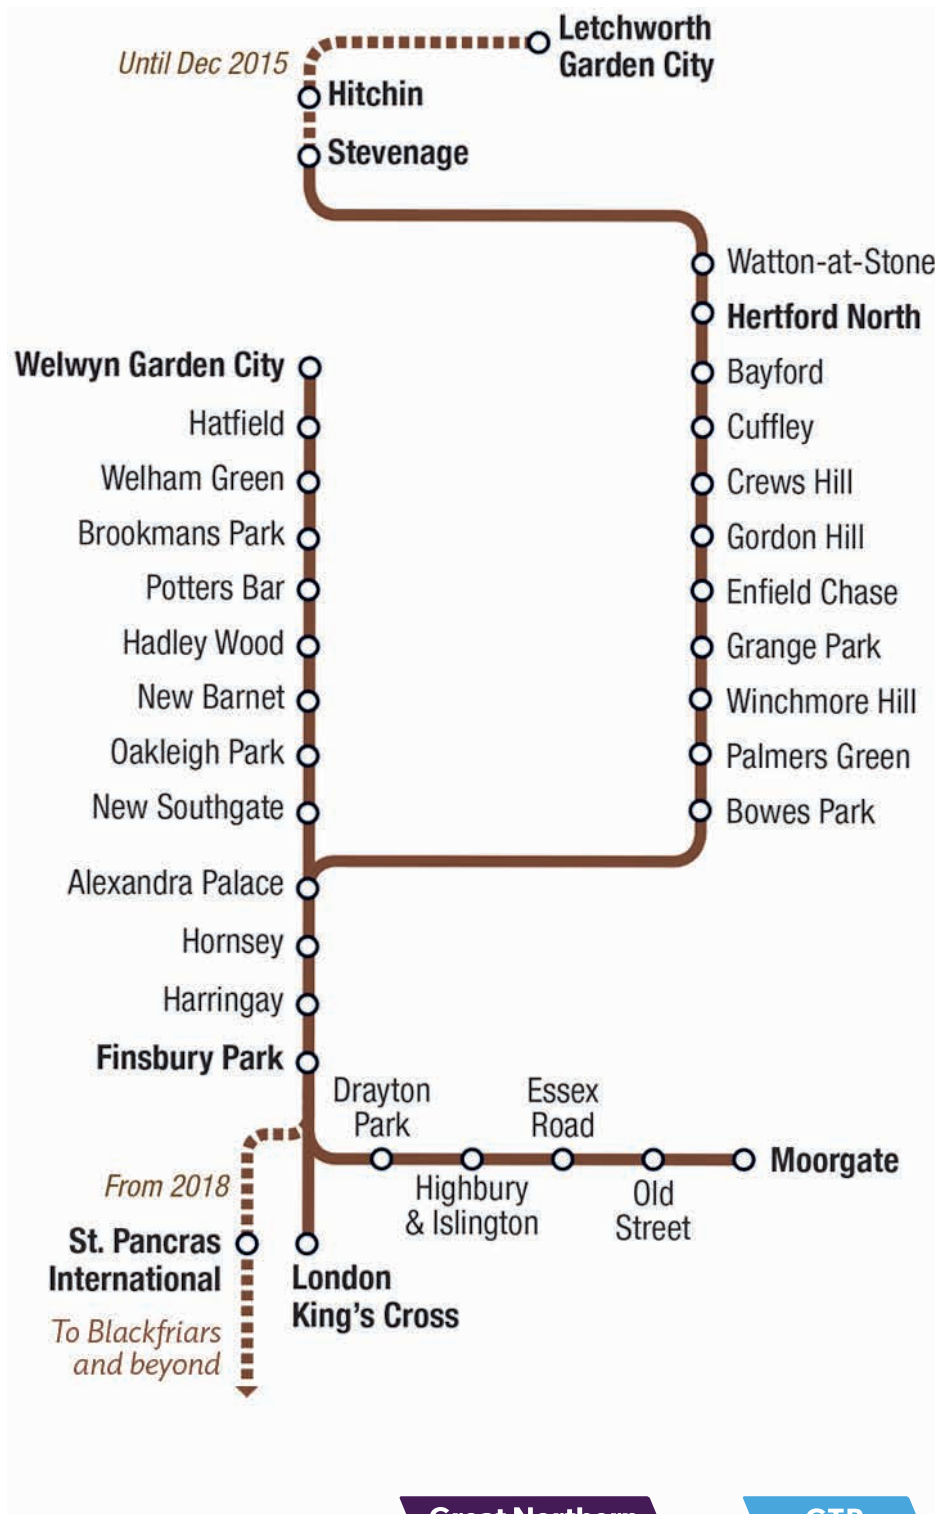 Letchworth
Garden City
Until Dec 2015
Hitchin
Stevenage
Watton-at-Stone
Hertford North
Bayford
Cuffley
Crews Hill
Gordon Hill
Enfield Chase
Grange Park
Winchmore Hill
Palmers Green
Bowes Park
Welwyn Garden City
Hatfield
Welham Green
Brookmans Park
Potters Bar
Hadley Wood
New Barnet
Oakleigh Park
New Southgate
Alexandra Palace
Hornsey
Harringay
Finsbury Park
Drayton
Park
Highbury
& Islington
Essex
Road
Old
Street
Moorgate
From 2018
St. Pancras
International
To Blackfriars
and beyond
London
King's Cross
Great Northern
GTR